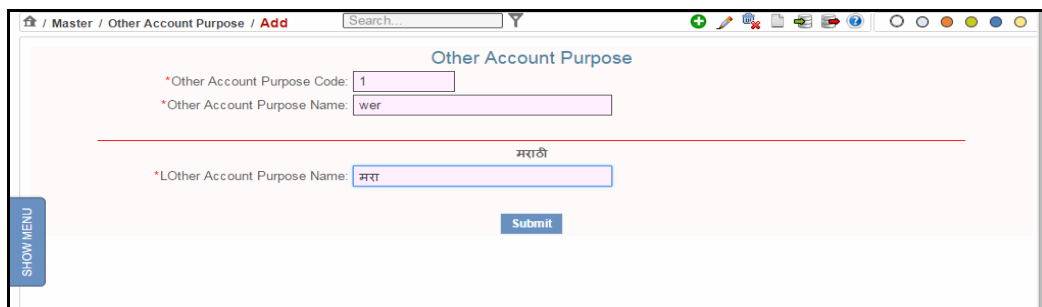 / Master / Other Account Purpose / Add Search...
Other Account Purpose
*Other Account Purpose Code: 1
*Other Account Purpose Name: wer
मराठी
*LOther Account Purpose Name: मरा
Submit
SHOW MENU